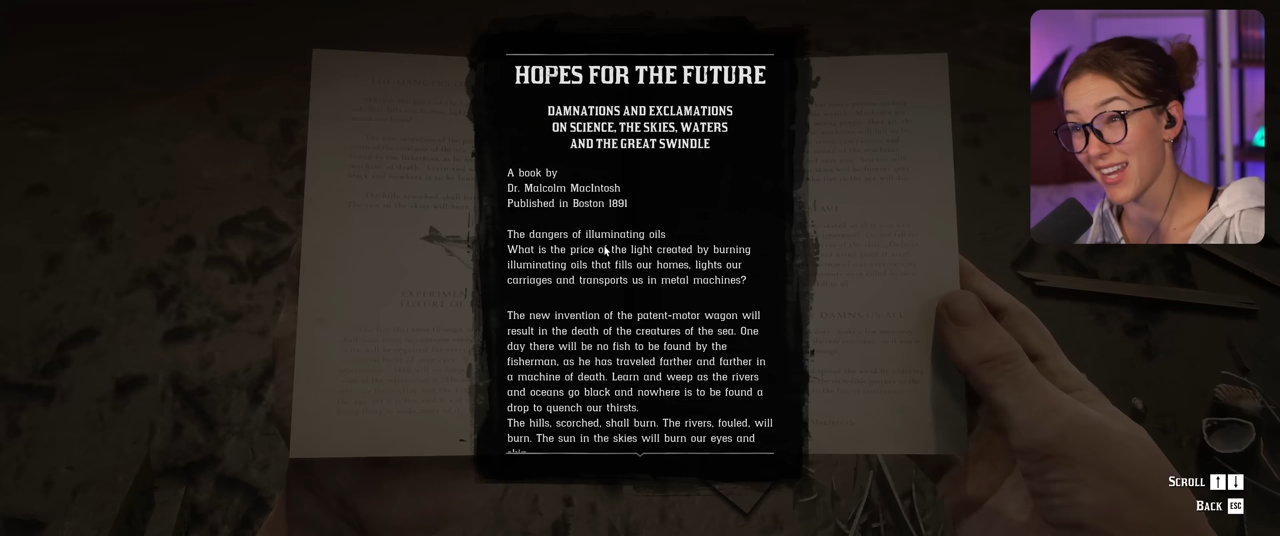 HOPES FOR THE FUTURE
DAMNATIONS AND EXCLAMATIONS
ON SCIENCE, THE SKIES, WATERS
AND THE GREAT SWINDLE
A book by
Dr. Malcolm MacIntosh
Published in Boston 1891
The dangers of illuminating oils
What is the price of the light created by burning
illuminating oils that fills our homes, lights our
carriages and transports us in metal machines?
The new invention of the patent-motor wagon will
result in the death of the creatures of the sea. One
day there will be no fish to be found by the
fisherman, as he has traveled farther and farther in
a machine of death. Learn and weep as the rivers
and oceans go black and nowhere is to be found a
drop to quench our thirsts.
The hills, scorched, shall burn. The rivers, fouled, will
burn. The sun in the skies will burn our eyes and
SCROLL ↑ ↓
BACK ESC